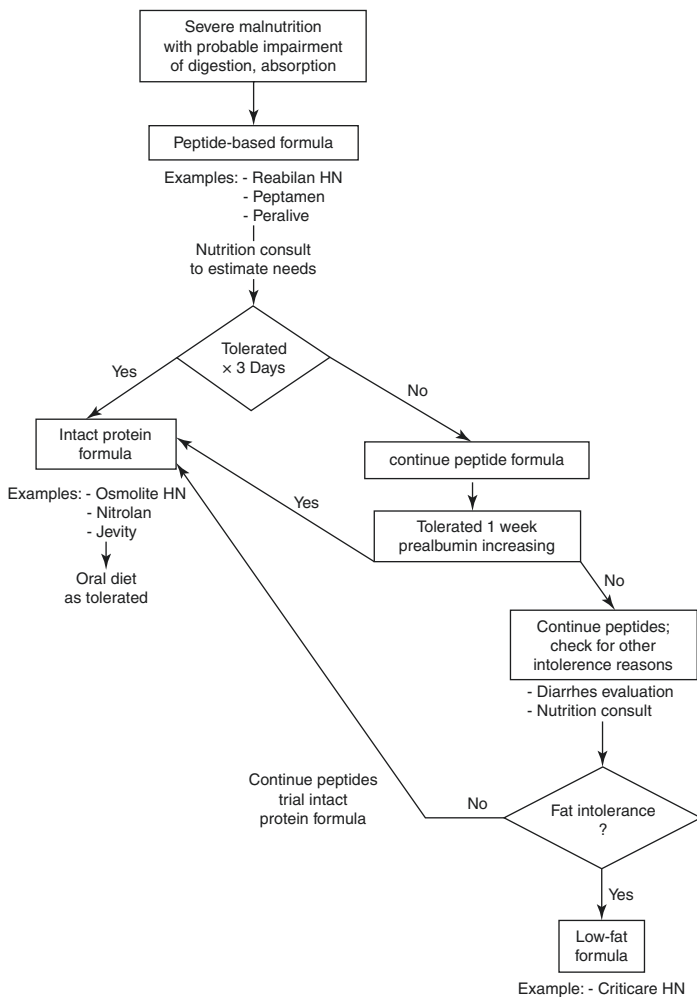 Severe malnutrition
with probable impairment
of digestion, absorption
Peptide-based formula
Examples: - Reabilan HN
- Peptamen
- Peralive
Nutrition consult
to estimate needs
Tolerated
× 3 Days
Yes
No
Intact protein
formula
Examples: - Osmolite HN
- Nitrolan
- Jevity
Oral diet
as tolerated
continue peptide formula
Yes
Tolerated 1 week
prealbumin increasing
No
Continue peptides;
check for other
intolerence reasons
- Diarrhes evaluation
- Nutrition consult
Continue peptides
trial intact
protein formula
No
Fat intolerance
?
Yes
Low-fat
formula
Example: - Criticare HN